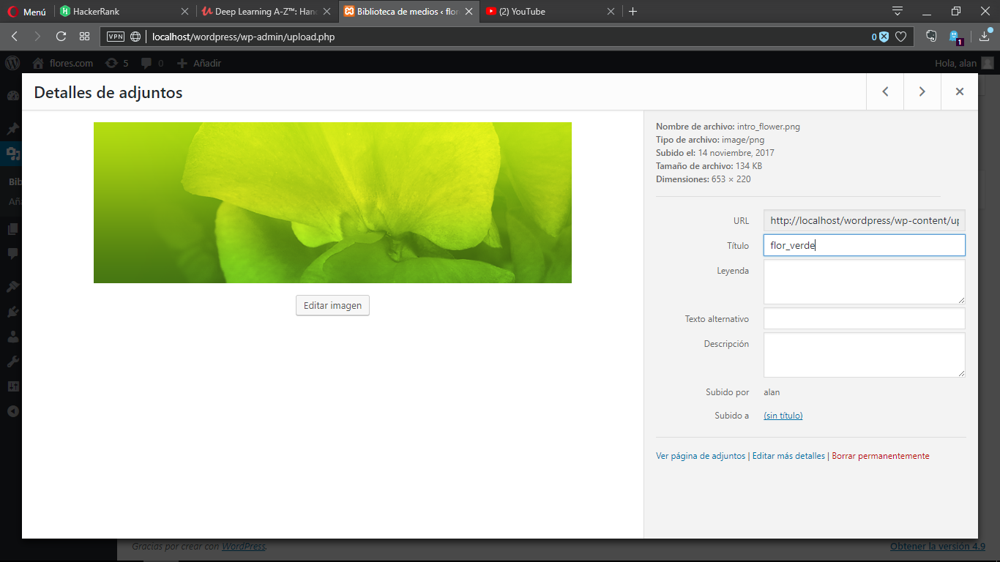 Menú
HackerRank
Deep Learning A-Z™: Han
Biblioteca de medios ‹ flor
(2) YouTube
VPN
localhost/wordpress/wp-admin/upload.php
0
1
flores.com
5
0
Añadir
Hola, alan
Detalles de adjuntos
Bib
Aña
Editar imagen
Nombre de archivo: intro_flower.png
Tipo de archivo: image/png
Subido el: 14 noviembre, 2017
Tamaño de archivo: 134 KB
Dimensiones: 653 × 220
URL
http://localhost/wordpress/wp-content/up
Título
flor_verde
Leyenda
Texto alternativo
Descripción
Subido por
alan
Subido a
(sin título)
Ver página de adjuntos | Editar más detalles | Borrar permanentemente
Gracias por crear con WordPress.
Obtener la versión 4.9